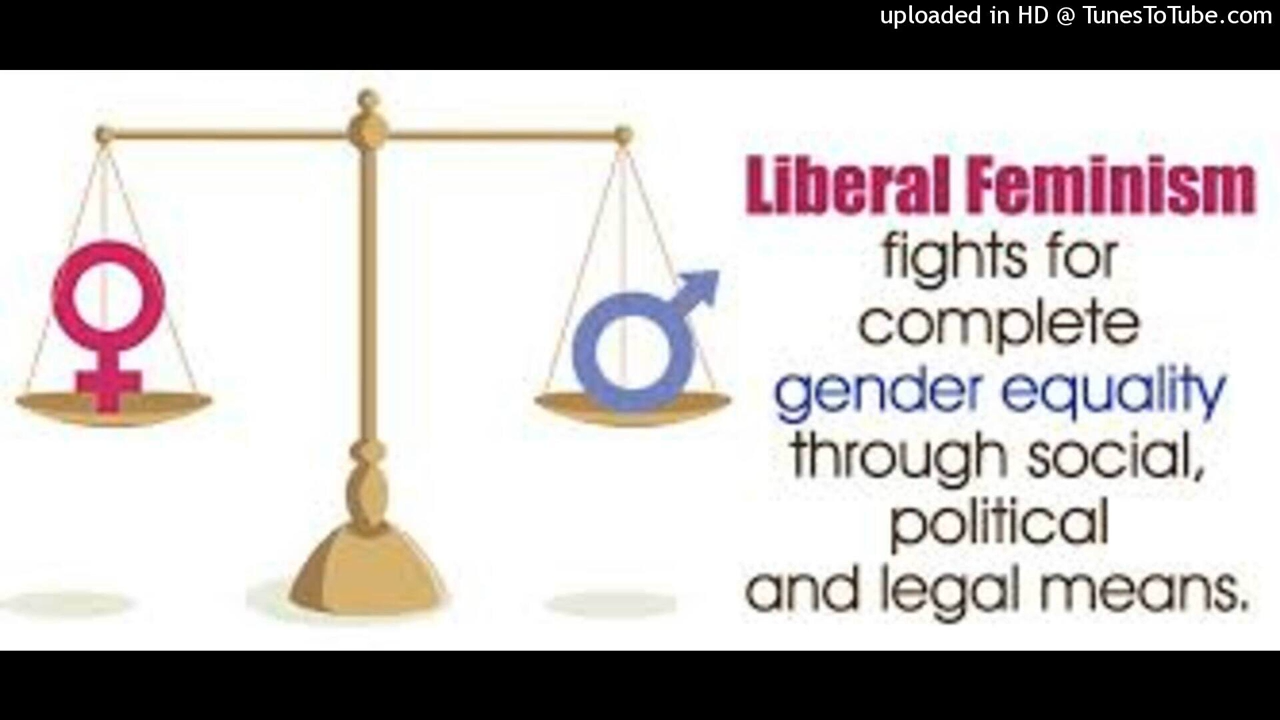 uploaded in HD @ TunesToTube.com
Liberal Feminism
fights for
complete
gender equality
through social,
political
and legal means.